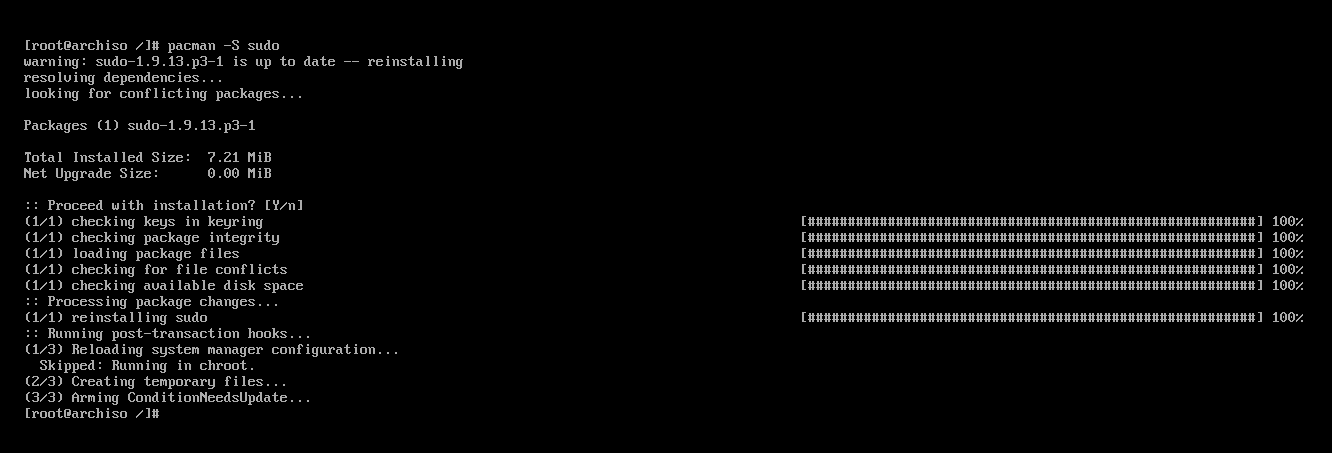 [root@archiso /]# pacman -S sudo
warning: sudo-1.9.13.p3-1 is up to date -- reinstalling
resolving dependencies...
looking for conflicting packages...
Packages (1) sudo-1.9.13.p3-1
Total Installed Size:  7.21 MiB
Net Upgrade Size:      0.00 MiB
:: Proceed with installation? [Y/n]
(1/1) checking keys in keyring [########################################################] 100%
(1/1) checking package integrity [########################################################] 100%
(1/1) loading package files [########################################################] 100%
(1/1) checking for file conflicts [########################################################] 100%
(1/1) checking available disk space [########################################################] 100%
:: Processing package changes...
(1/1) reinstalling sudo [########################################################] 100%
:: Running post-transaction hooks...
(1/3) Reloading system manager configuration...
  Skipped: Running in chroot.
(2/3) Creating temporary files...
(3/3) Arming ConditionNeedsUpdate...
[root@archiso /]#